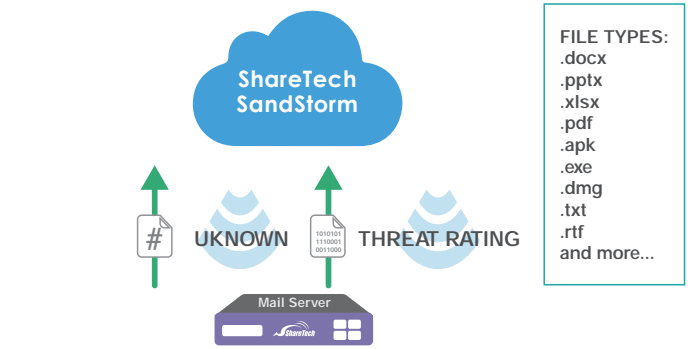 ShareTech
SandStorm
FILE TYPES:
.docx
.pptx
.xlsx
.pdf
.apk
.exe
.dmg
.txt
.rtf
and more...
#
UKNOWN
1010101
1110001
0011000
THREAT RATING
Mail Server
ShareTech